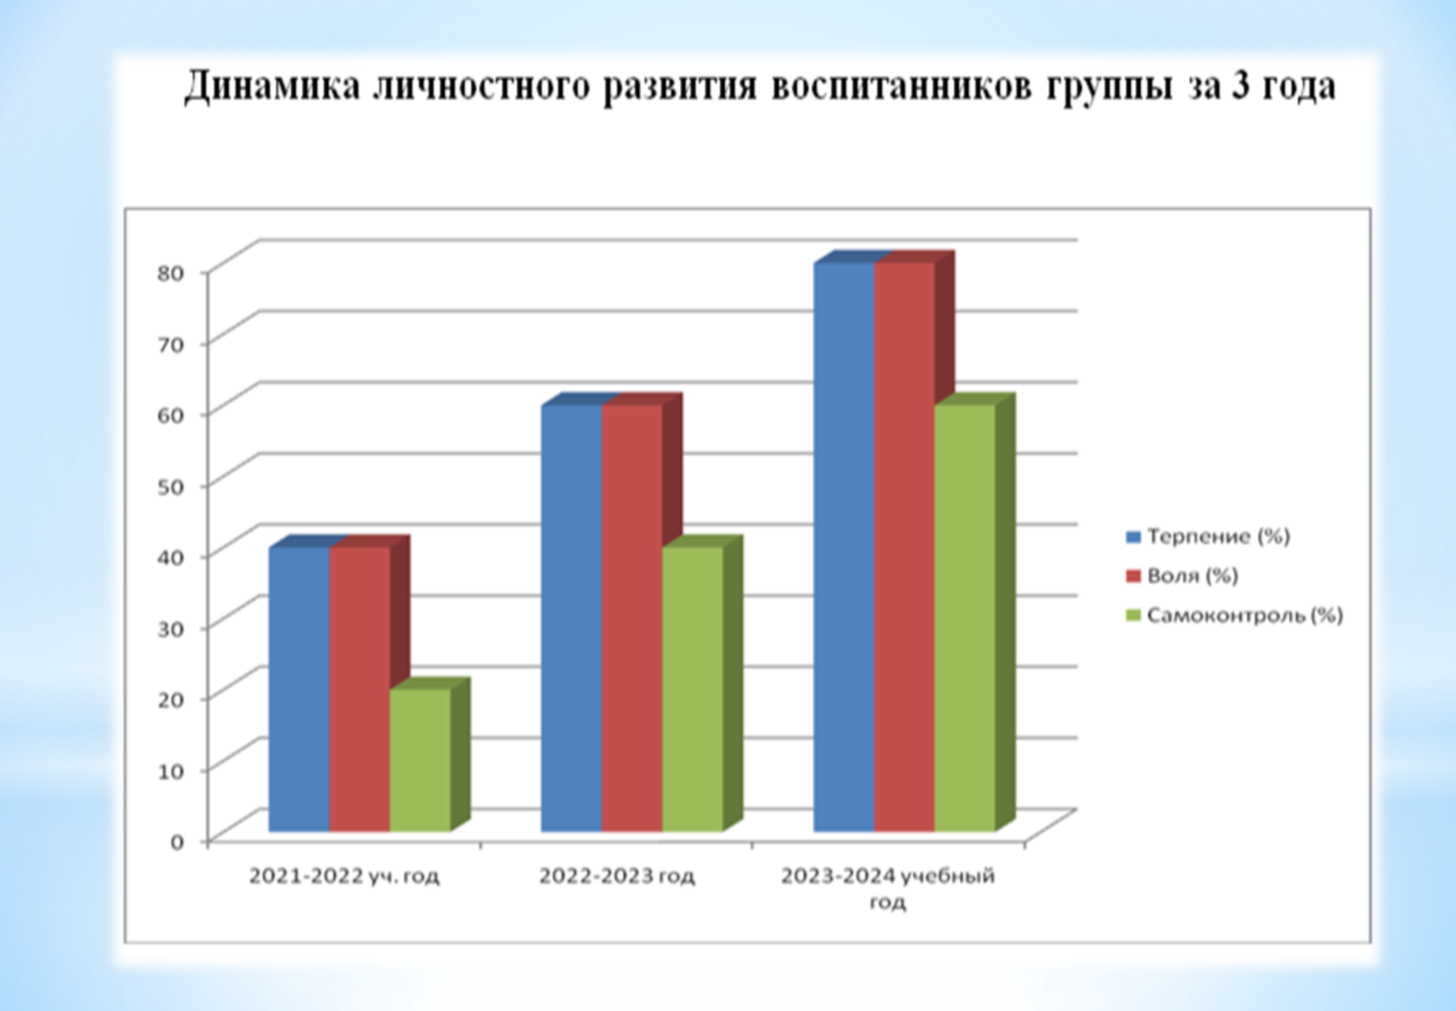 Динамика личностного развития воспитанников группы за 3 года
80
70
60
50
40
30
20
10
0
Терпение (%)
Воля (%)
Самоконтроль (%)
2021-2022 уч. год
2022-2023 год
2023-2024 учебный
год